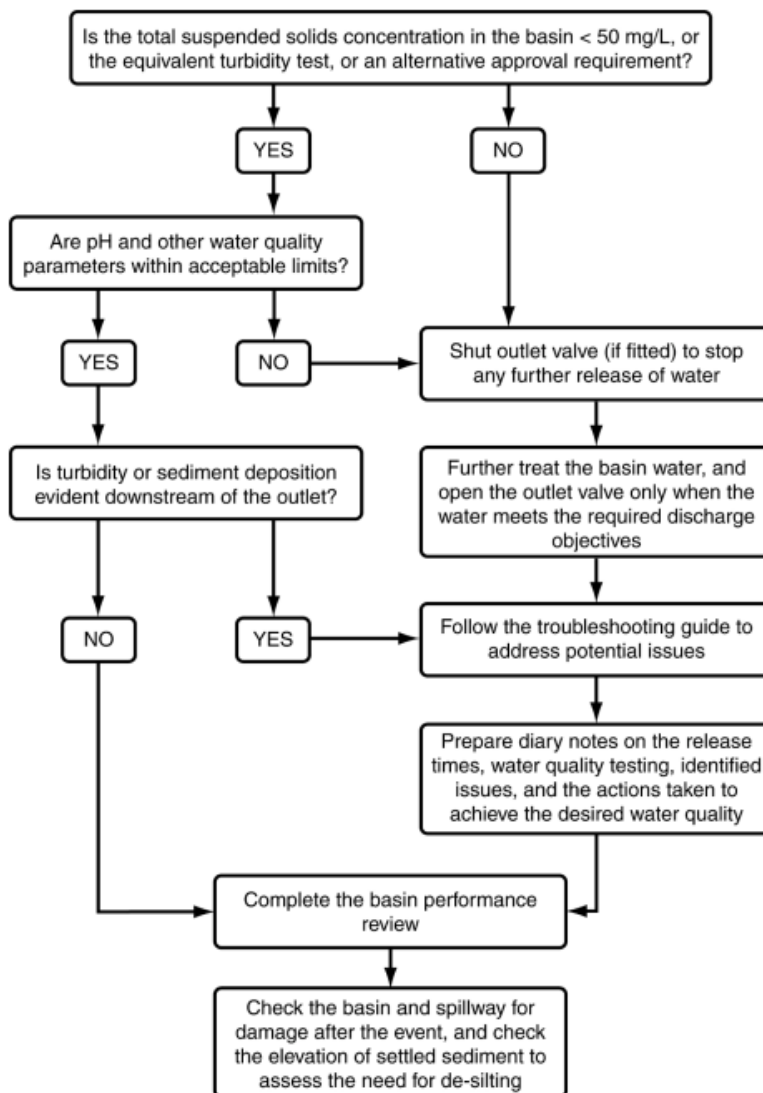 Is the total suspended solids concentration in the basin < 50 mg/L, or
the equivalent turbidity test, or an alternative approval requirement?
YES
NO
Are pH and other water quality
parameters within acceptable limits?
YES
NO
Shut outlet valve (if fitted) to stop
any further release of water
Is turbidity or sediment deposition
evident downstream of the outlet?
Further treat the basin water, and
open the outlet valve only when the
water meets the required discharge
objectives
NO
YES
Follow the troubleshooting guide to
address potential issues
Prepare diary notes on the release
times, water quality testing, identified
issues, and the actions taken to
achieve the desired water quality
Complete the basin performance
review
Check the basin and spillway for
damage after the event, and check
the elevation of settled sediment to
assess the need for de-silting